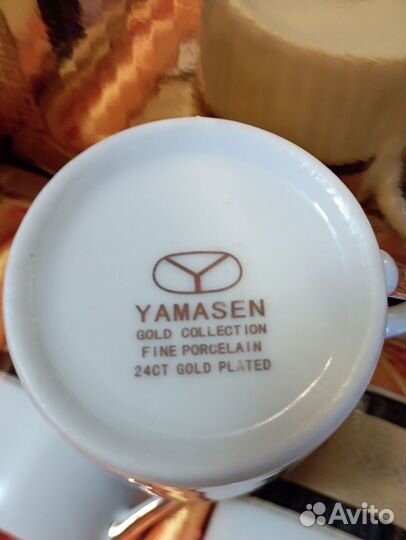 YAMASEN
GOLD COLLECTION
FINE PORCELAIN
24CT GOLD PLATED
Avito